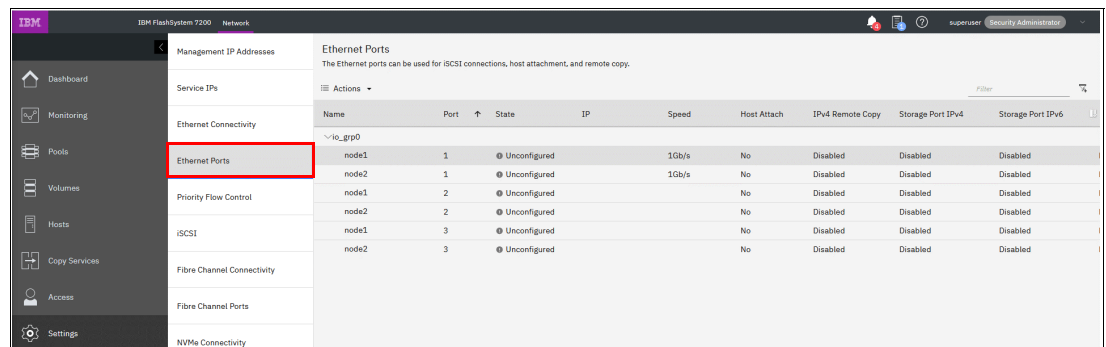 IBM IBM FlashSystem 7200 Network 4 5 superuser Security Administrator
Dashboard
Monitoring
Pools
Volumes
Hosts
Copy Services
Access
Settings
Management IP Addresses
Service IPs
Ethernet Connectivity
Ethernet Ports
Priority Flow Control
iSCSI
Fibre Channel Connectivity
Fibre Channel Ports
NVMe Connectivity
Ethernet Ports
The Ethernet ports can be used for iSCSI connections, host attachment, and remote copy.
Actions Filter
Name Port ↑ State IP Speed Host Attach IPv4 Remote Copy Storage Port IPv4 Storage Port IPv6
io_grp0
node1 1 Unconfigured 1Gb/s No Disabled Disabled Disabled
node2 1 Unconfigured 1Gb/s No Disabled Disabled Disabled
node1 2 Unconfigured No Disabled Disabled Disabled
node2 2 Unconfigured No Disabled Disabled Disabled
node1 3 Unconfigured No Disabled Disabled Disabled
node2 3 Unconfigured No Disabled Disabled Disabled